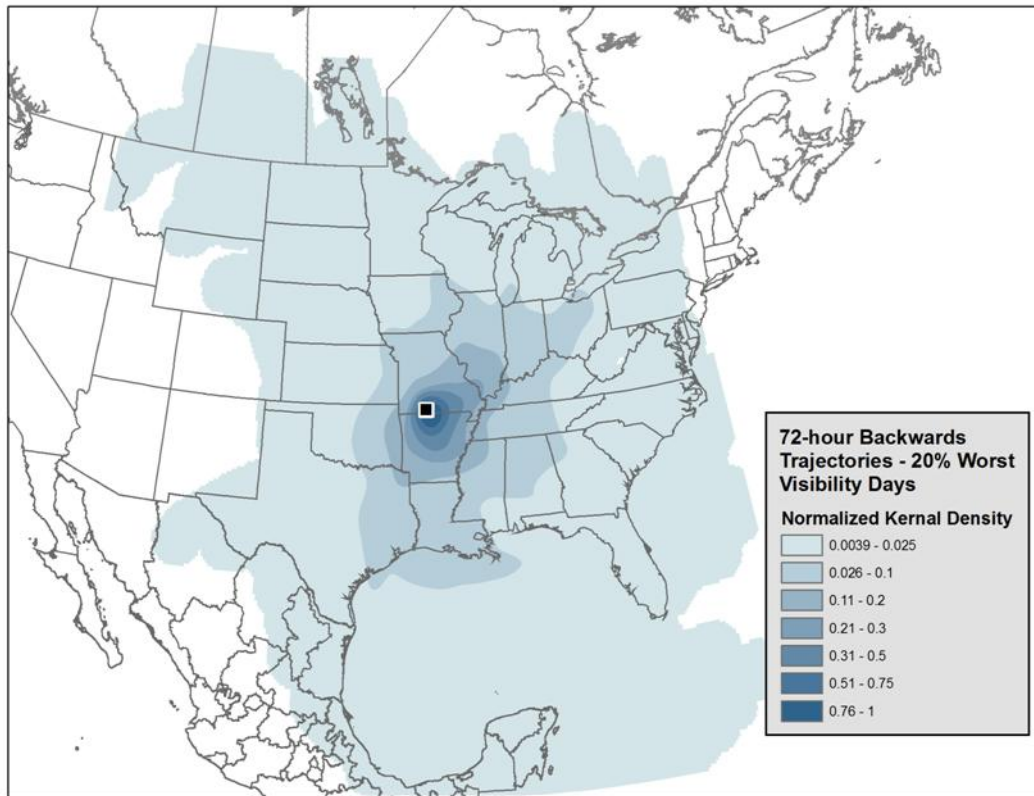 72-hour Backwards
Trajectories - 20% Worst
Visibility Days
Normalized Kernal Density
0.0039 - 0.025
0.026 - 0.1
0.11 - 0.2
0.21 - 0.3
0.31 - 0.5
0.51 - 0.75
0.76 - 1